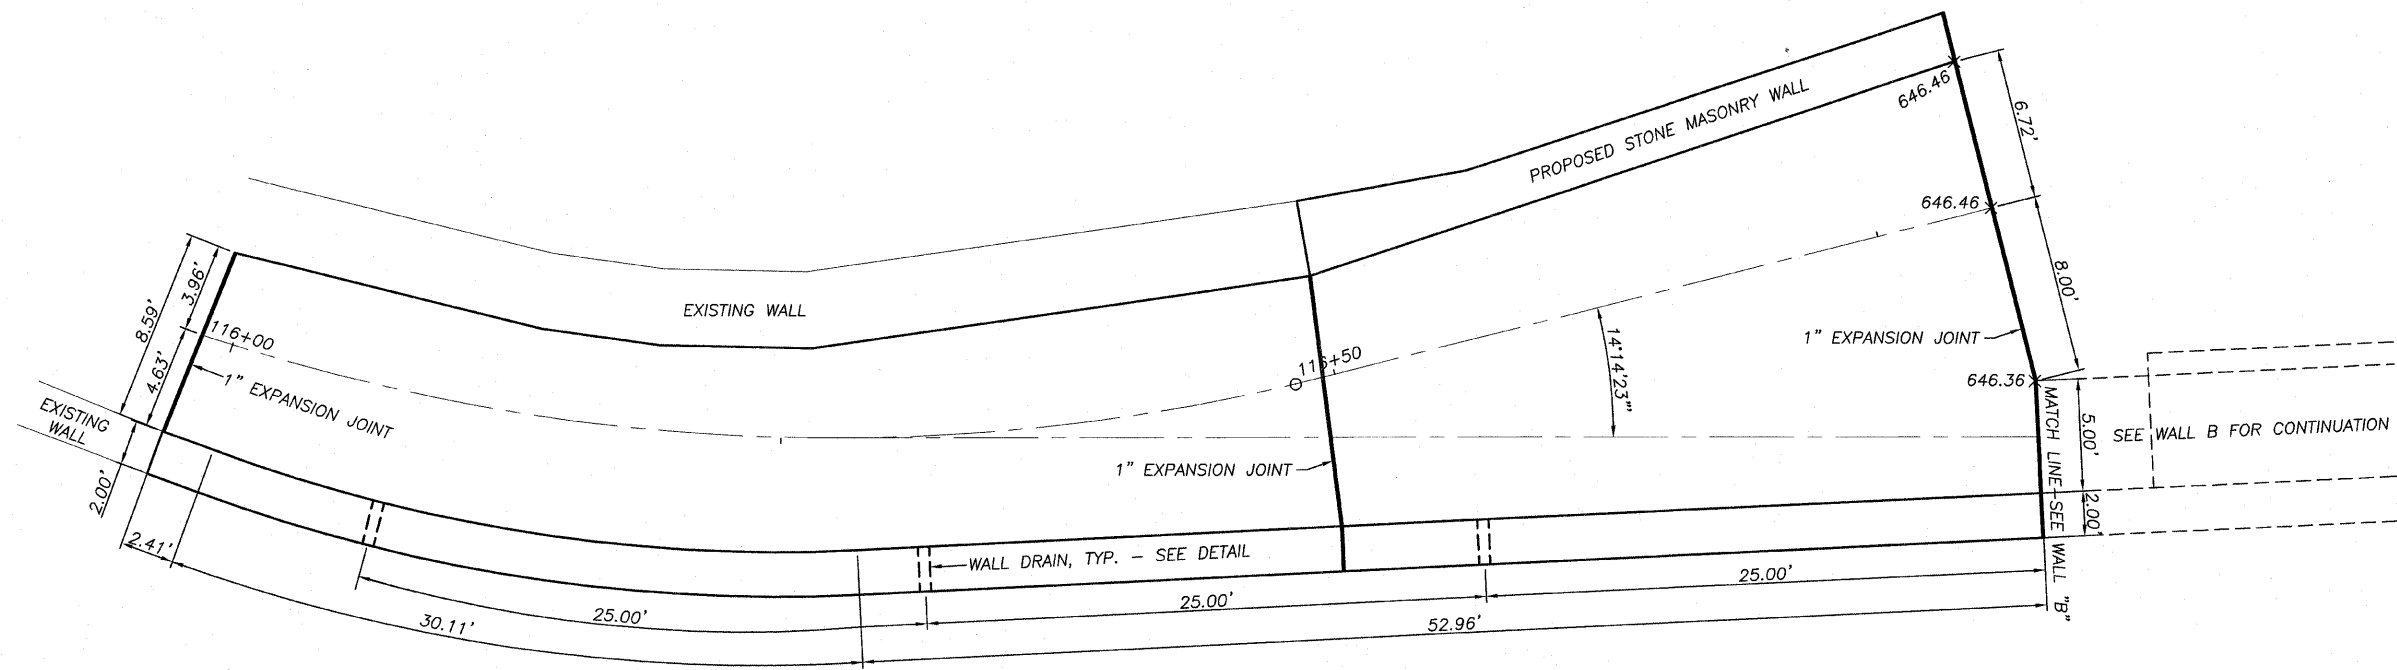 646.46
6.72'
PROPOSED STONE MASONRY WALL
646.46
8.00'
3.96'
8.59'
4.63'
116+00
EXISTING WALL
1" EXPANSION JOINT
116+50
14°14'23"
1" EXPANSION JOINT
646.36
EXISTING
WALL
1" EXPANSION JOINT
MATCH LINE-SEE WALL "B"
5.00'
SEE WALL B FOR CONTINUATION
2.00'
2.00'
2.41'
WALL DRAIN, TYP. - SEE DETAIL
25.00'
25.00'
25.00'
30.11'
52.96'